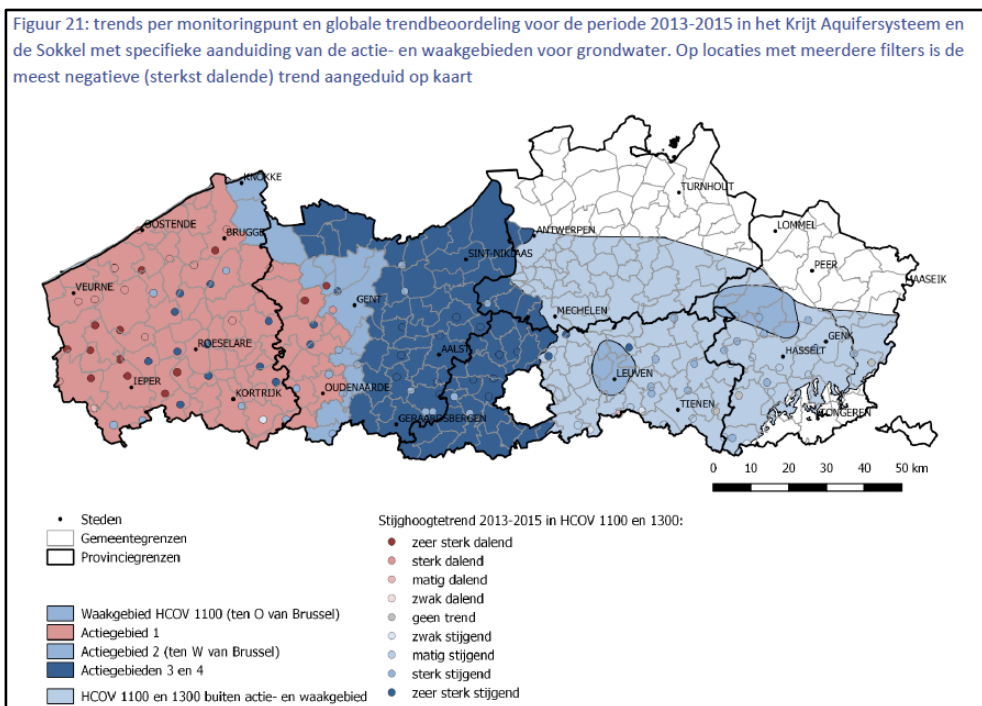 Figuur 21: trends per monitoringpunt en globale trendbeoordeling voor de periode 2013-2015 in het Krijt Aquifersysteem en
de Sokkel met specifieke aanduiding van de actie- en waakgebieden voor grondwater. Op locaties met meerdere filters is de
meest negatieve (sterkst dalende) trend aangeduid op kaart
KNOKKE
TURNHOUT
OOSTENDE
BRUGGE
ANTWERPEN
LOMMEL
SINT-NIKLAAS
PEER
MAASEIK
VEURNE
GENT
MECHELEN
ROESELARE
AALST
GENK
HASSELT
LEUVEN
IEPER
KORTRIJK
OUDENAARDE
TIENEN
TONGEREN
GERAARDSBERGEN
0 10 20 30 40 50 km
Steden
Gemeentegrenzen
Provinciegrenzen
Waakgebied HCOV 1100 (ten O van Brussel)
Actiegebied 1
Actiegebied 2 (ten W van Brussel)
Actiegebieden 3 en 4
HCOV 1100 en 1300 buiten actie- en waakgebied
Stijghoogtetrend 2013-2015 in HCOV 1100 en 1300:
zeer sterk dalend
sterk dalend
matig dalend
zwak dalend
geen trend
zwak stijgend
matig stijgend
sterk stijgend
zeer sterk stijgend